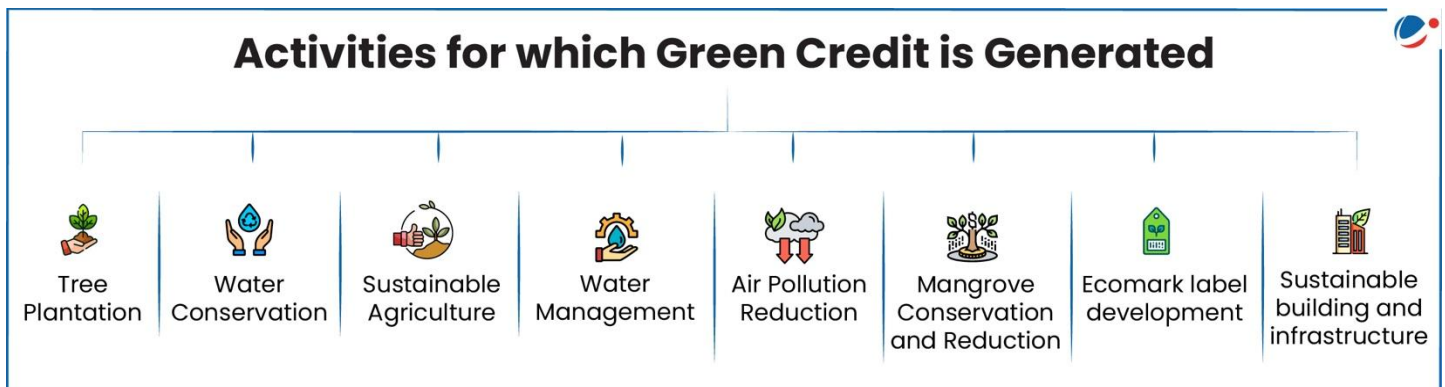 Activities for which Green Credit is Generated
Tree
Plantation
Water
Conservation
Sustainable
Agriculture
Water
Management
Air Pollution
Reduction
Mangrove
Conservation
and Reduction
Ecomark label
development
Sustainable
building and
infrastructure